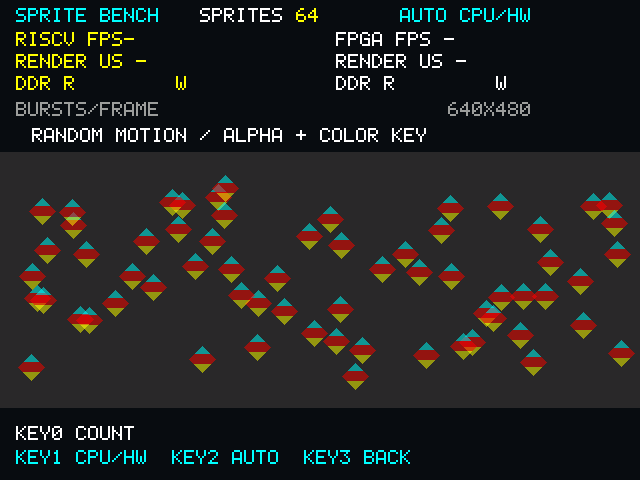 SPRITE BENCH SPRITES 64 AUTO CPU/HW
RISCV FPS- FPGA FPS -
RENDER US - RENDER US -
DDR R W DDR R W
BURSTS/FRAME 640X480
RANDOM MOTION / ALPHA + COLOR KEY
KEY0 COUNT
KEY1 CPU/HW KEY2 AUTO KEY3 BACK